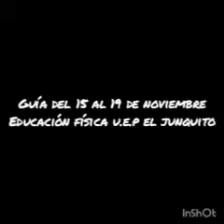 Guía del 15 al 19 de noviembre
Educación física u.e.p el junquito
InShOt